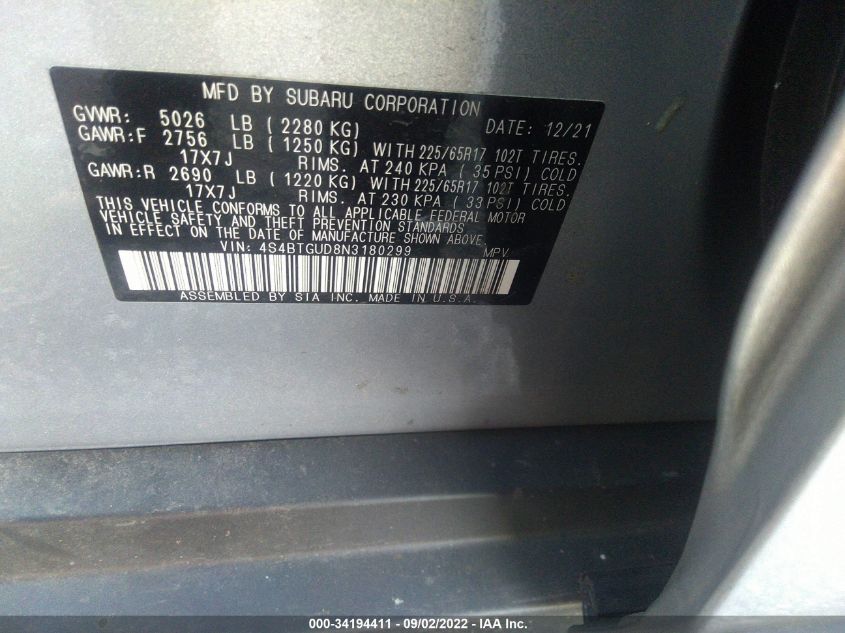 MFD BY SUBARU CORPORATION
GVWR: 5026 LB ( 2280 KG) DATE: 12/21
GAWR:F 2756 LB ( 1250 KG) WITH 225/65R17 102T TIRES.
17X7J RIMS. AT 240 KPA ( 35 PSI) COLD
GAWR:R 2690 LB ( 1220 KG) WITH 225/65R17 102T TIRES.
17X7J RIMS. AT 230 KPA ( 33 PSI) COLD
THIS VEHICLE CONFORMS TO ALL APPLICABLE FEDERAL MOTOR
VEHICLE SAFETY AND THEFT PREVENTION STANDARDS
IN EFFECT ON THE DATE OF MANUFACTURE SHOWN ABOVE.
VIN: 4S4BTGUD8N3180299 MPV
ASSEMBLED BY SIA INC. MADE IN U.S.A.
000-34194411 - 09/02/2022 - IAA Inc.